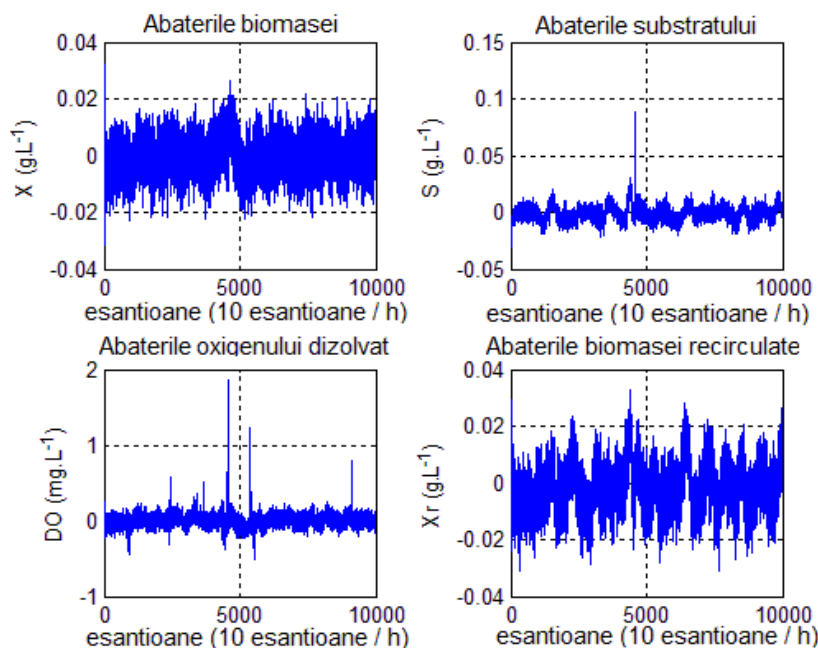 Abaterile biomasei
0.04
0.02
0
-0.02
-0.04
X (g.L-1)
0 5000 10000
esantioane (10 esantioane / h)
Abaterile substratului
0.15
0.1
0.05
0
-0.05
S (g.L-1)
0 5000 10000
esantioane (10 esantioane / h)
Abaterile oxigenului dizolvat
2
1
0
-1
DO (mg.L-1)
0 5000 10000
esantioane (10 esantioane / h)
Abaterile biomasei recirculate
0.04
0.02
0
-0.02
-0.04
Xr (g.L-1)
0 5000 10000
esantioane (10 esantioane / h)